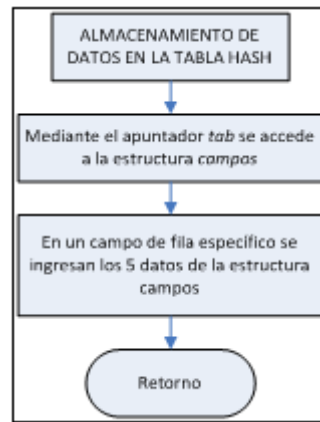 ALMACENAMIENTO DE
DATOS EN LA TABLA HASH
Mediante el apuntador tab se accede
a la estructura campos
En un campo de fila específico se
ingresan los 5 datos de la estructura
campos
Retorno